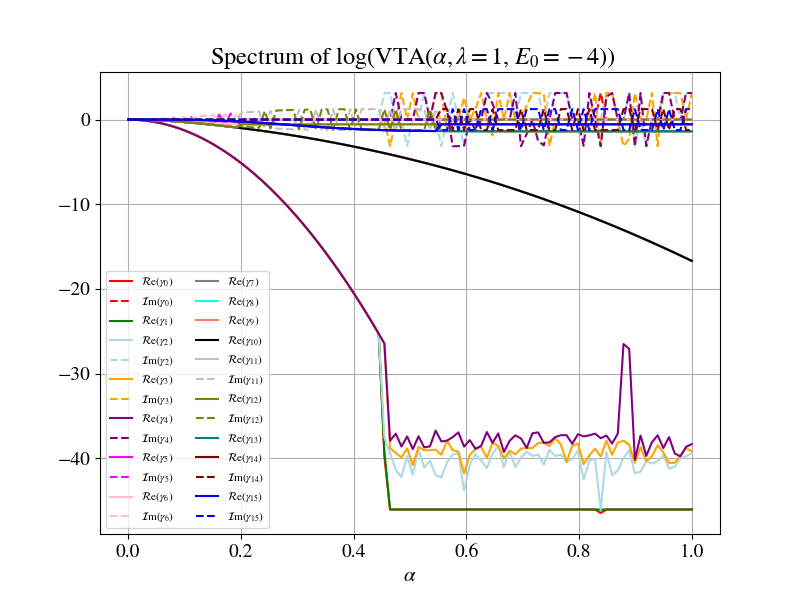 Spectrum of log(VTA(α, λ = 1, E₀ = −4))
0
−10
−20
−30
−40
0.0 0.2 0.4 0.6 0.8 1.0
α
ℛe(γ₀)
ℐm(γ₀)
ℛe(γ₁)
ℛe(γ₂)
ℐm(γ₂)
ℛe(γ₃)
ℐm(γ₃)
ℛe(γ₄)
ℐm(γ₄)
ℛe(γ₅)
ℐm(γ₅)
ℛe(γ₆)
ℐm(γ₆)
ℛe(γ₇)
ℛe(γ₈)
ℛe(γ₉)
ℛe(γ₁₀)
ℛe(γ₁₁)
ℐm(γ₁₁)
ℛe(γ₁₂)
ℐm(γ₁₂)
ℛe(γ₁₃)
ℛe(γ₁₄)
ℐm(γ₁₄)
ℛe(γ₁₅)
ℐm(γ₁₅)